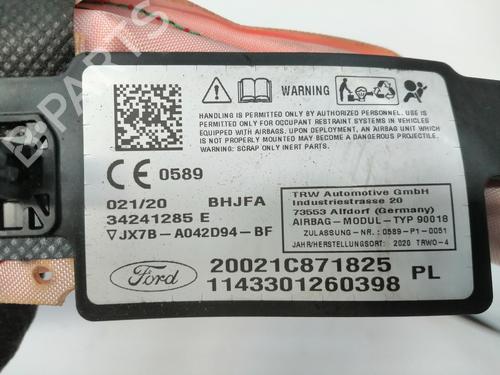 WARNING
HANDLING IS PERMITTED ONLY BY AUTHORIZED PERSONNEL. USE
PERMITTED ONLY FOR OCCUPANT RESTRAINT SYSTEMS IN VEHICLES
EQUIPPED WITH AIRBAGS. UPON DEPLOYMENT, AN AIRBAG UNIT WHICH
IS NOT PROPERLY INSTALLED MAY BECOME A DANGEROUS PROJECTILE.
WARNING: SCRAP ONLY INERT PARTS.
CE 0589
021/20 BHJFA
34241285 E
JX7B-A042D94-BF
TRW Automotive GmbH
Industriestrasse 20
73553 Alfdorf (Germany)
AIRBAG-MODUL-TYP 90018
ZULASSUNG-NR.:0589-P1-0051
JAHR/HERSTELLUNGSORT: 2020 TRWO-4
Ford
20021C871825 PL
1143301260398